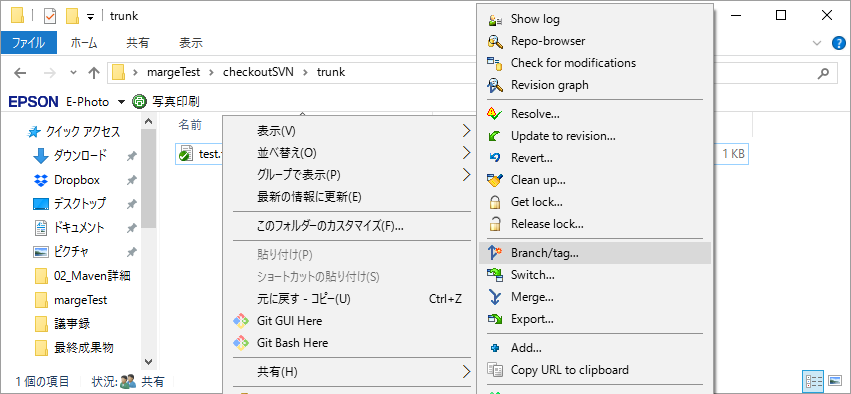 trunk
ファイル ホーム 共有 表示
margeTest checkoutSVN trunk
EPSON E-Photo 写真印刷
クイック アクセス
ダウンロード
Dropbox
デスクトップ
ドキュメント
ピクチャ
02_Maven詳細
margeTest
議事録
最終成果物
名前
test.
1 KB
表示(V)
並べ替え(O)
グループで表示(P)
最新の情報に更新(E)
このフォルダーのカスタマイズ(F)...
貼り付け(P)
ショートカットの貼り付け(S)
元に戻す - コピー(U) Ctrl+Z
Git GUI Here
Git Bash Here
共有(H)
Show log
Repo-browser
Check for modifications
Revision graph
Resolve...
Update to revision...
Revert...
Clean up...
Get lock...
Release lock...
Branch/tag...
Switch...
Merge...
Export...
Add...
Copy URL to clipboard
1 個の項目 状況: 共有